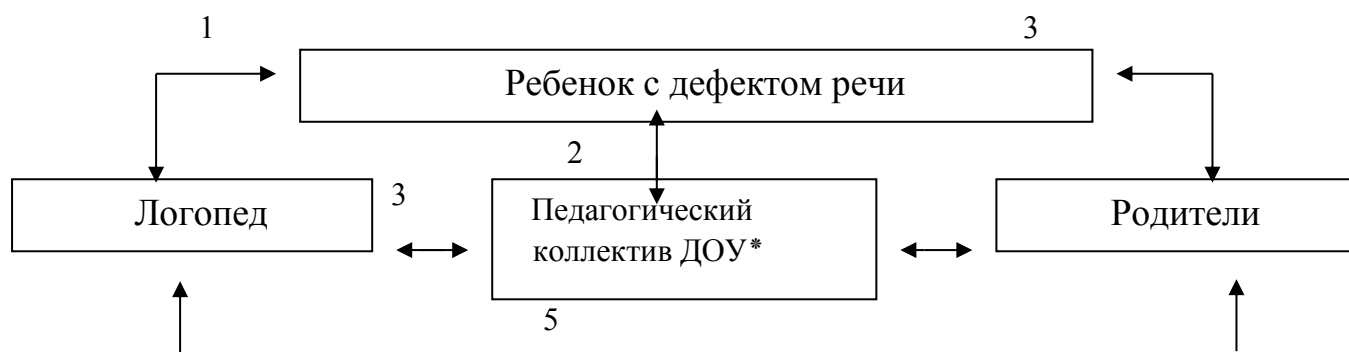 1
3
Ребенок с дефектом речи
2
Логопед
3
Педагогический
коллектив ДОУ*
Родители
5